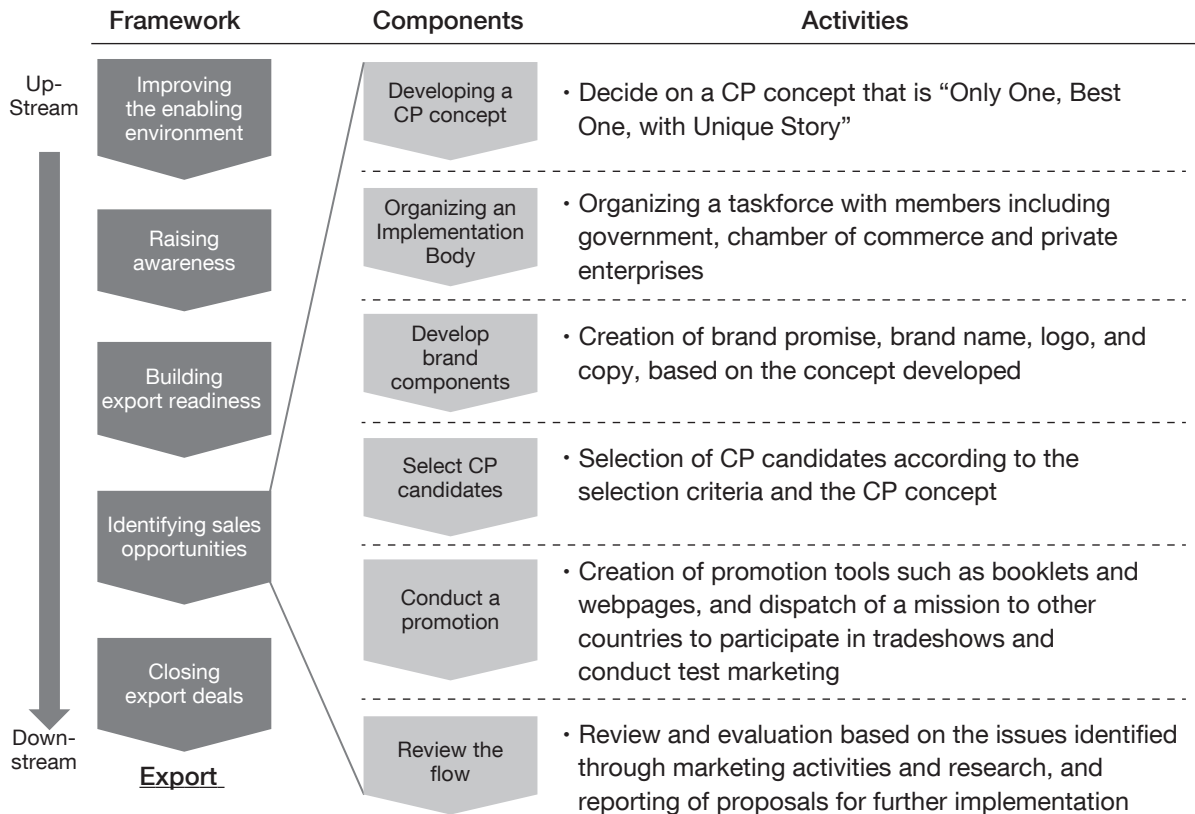 Framework
Components
Activities
Up-
Stream
Improving
the enabling
environment
Raising
awareness
Building
export readiness
Identifying sales
opportunities
Closing
export deals
Down-
stream
Export
Developing a
CP concept
・Decide on a CP concept that is “Only One, Best
One, with Unique Story”
Organizing an
Implementation
Body
・Organizing a taskforce with members including
government, chamber of commerce and private
enterprises
Develop
brand
components
・Creation of brand promise, brand name, logo, and
copy, based on the concept developed
Select CP
candidates
・Selection of CP candidates according to the
selection criteria and the CP concept
Conduct a
promotion
・Creation of promotion tools such as booklets and
webpages, and dispatch of a mission to other
countries to participate in tradeshows and
conduct test marketing
Review the
flow
・Review and evaluation based on the issues identified
through marketing activities and research, and
reporting of proposals for further implementation